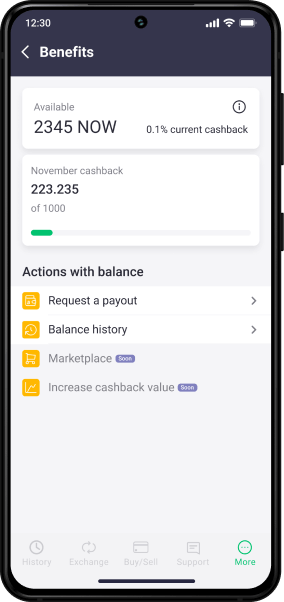 12:30
Benefits
Available
2345 NOW
0.1% current cashback
November cashback
223.235
of 1000
Actions with balance
Request a payout
Balance history
Marketplace Soon
Increase cashback value Soon
History Exchange Buy/Sell Support More